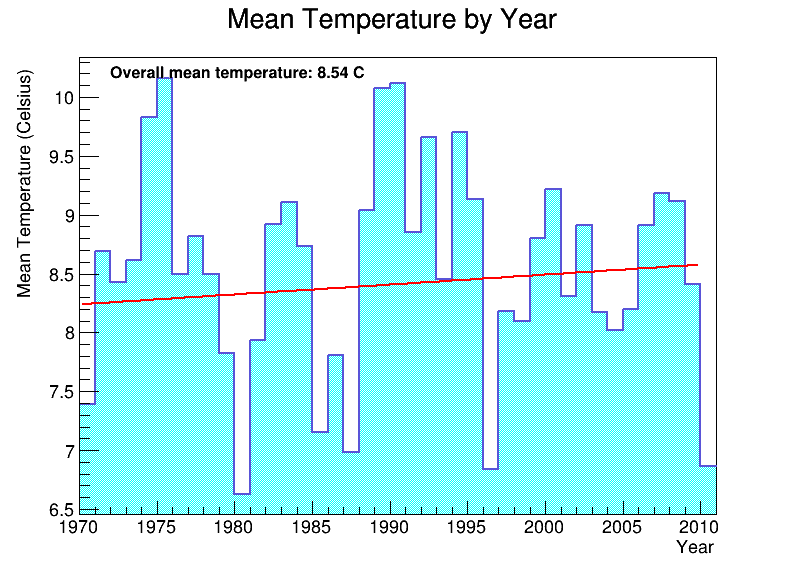 Mean Temperature by Year
Overall mean temperature: 8.54 C
Mean Temperature (Celsius)
10
9.5
9
8.5
8
7.5
7
6.5
1970 1975 1980 1985 1990 1995 2000 2005 2010
Year